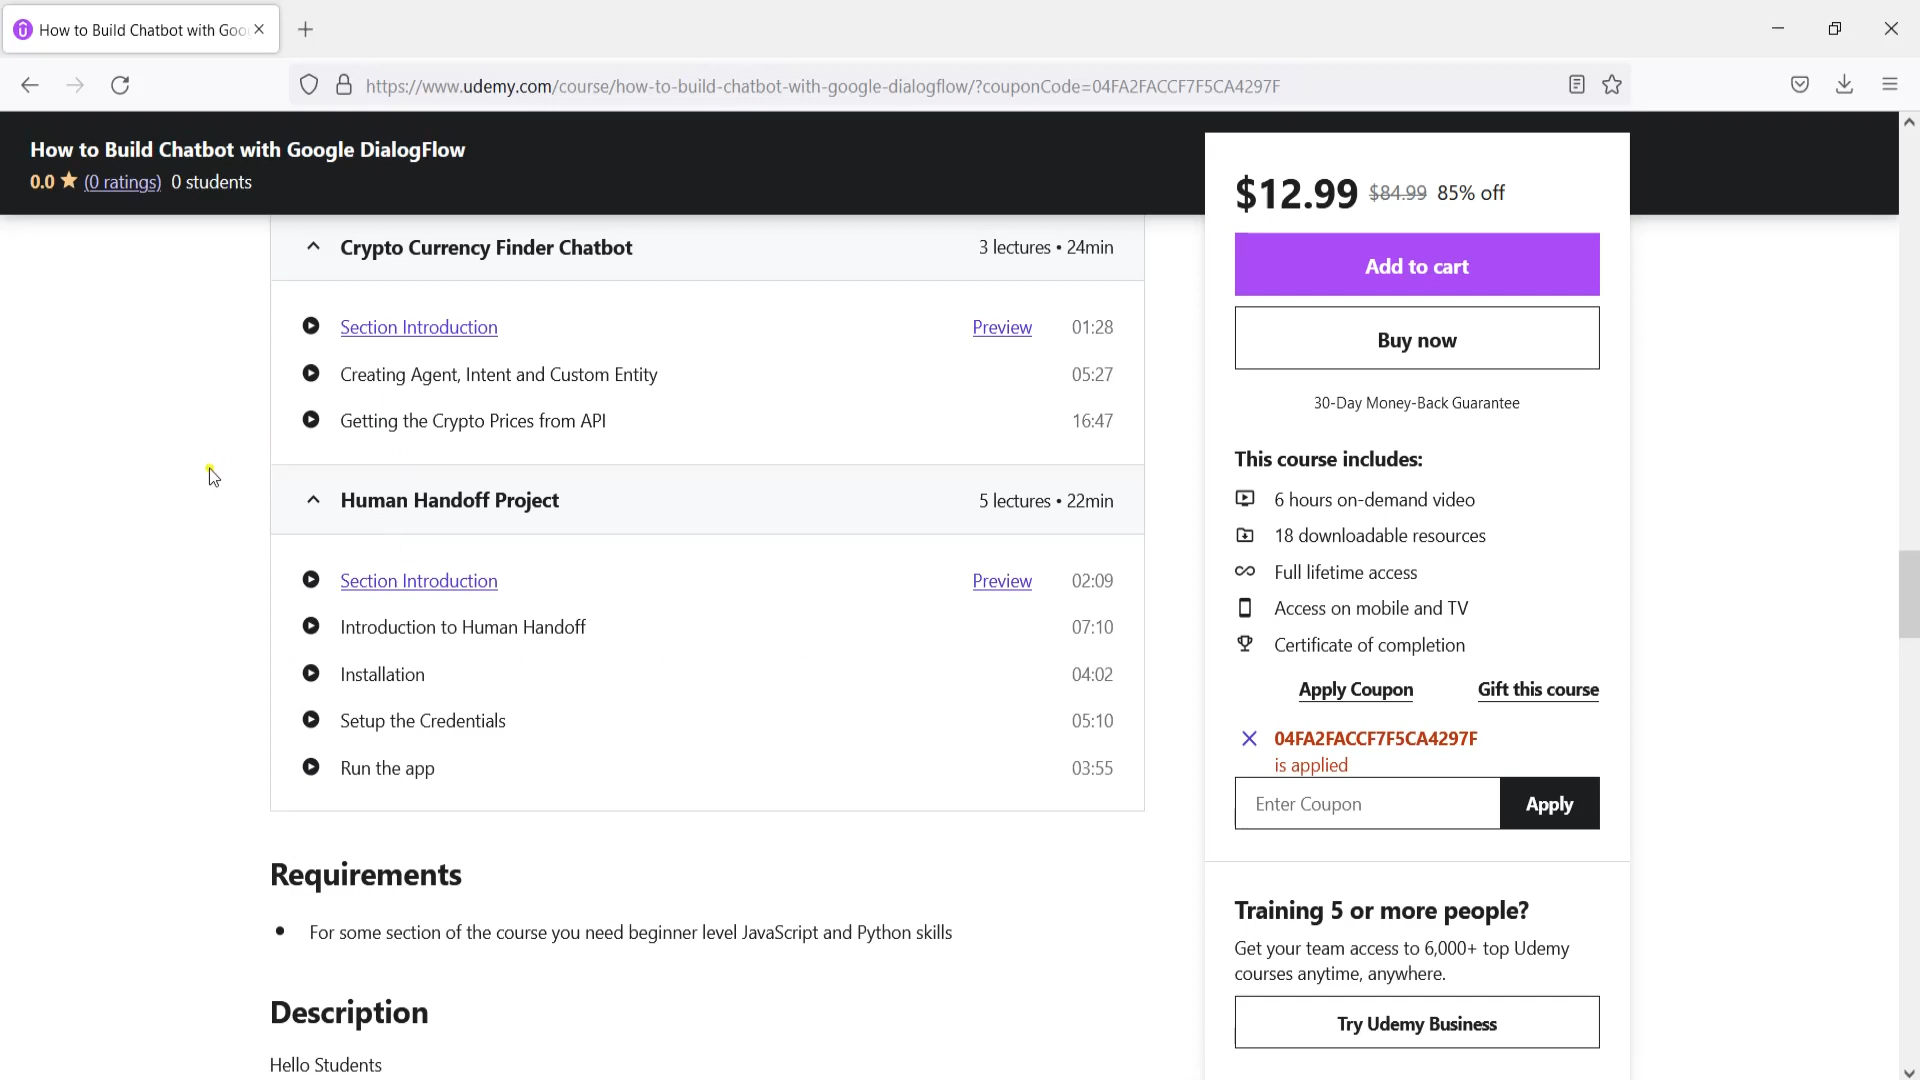 How to Build Chatbot with Goo
https://www.udemy.com/course/how-to-build-chatbot-with-google-dialogflow/?couponCode=04FA2FACCF7F5CA4297F
How to Build Chatbot with Google DialogFlow
0.0 ★ (0 ratings) 0 students
Crypto Currency Finder Chatbot 3 lectures • 24min
Section Introduction Preview 01:28
Creating Agent, Intent and Custom Entity 05:27
Getting the Crypto Prices from API 16:47
Human Handoff Project 5 lectures • 22min
Section Introduction Preview 02:09
Introduction to Human Handoff 07:10
Installation 04:02
Setup the Credentials 05:10
Run the app 03:55
Requirements
• For some section of the course you need beginner level JavaScript and Python skills
Description
Hello Students
$12.99 $84.99 85% off
Add to cart
Buy now
30-Day Money-Back Guarantee
This course includes:
6 hours on-demand video
18 downloadable resources
Full lifetime access
Access on mobile and TV
Certificate of completion
Apply Coupon Gift this course
04FA2FACCF7F5CA4297F
is applied
Enter Coupon Apply
Training 5 or more people?
Get your team access to 6,000+ top Udemy
courses anytime, anywhere.
Try Udemy Business